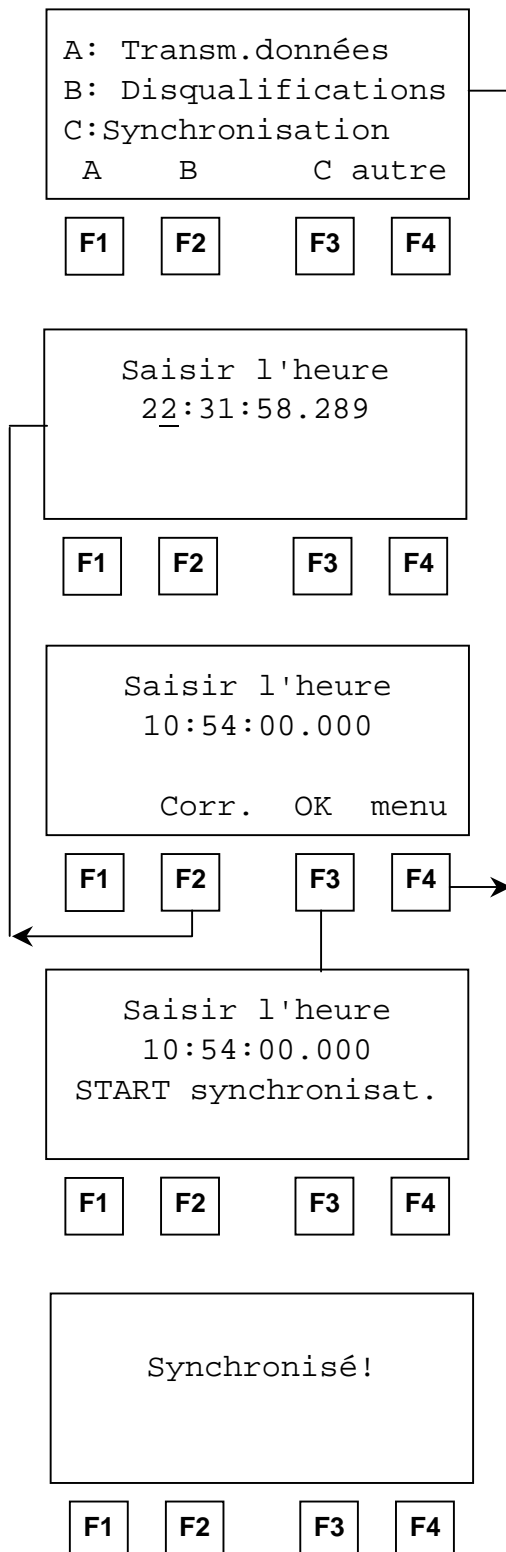 A: Transm.données
B: Disqualifications
C:Synchronisation
A B C autre
F1 F2 F3 F4
Saisir l'heure
22:31:58.289
F1 F2 F3 F4
Saisir l'heure
10:54:00.000
Corr. OK menu
F1 F2 F3 F4
Saisir l'heure
10:54:00.000
START synchronisat.
F1 F2 F3 F4
Synchronisé!
F1 F2 F3 F4